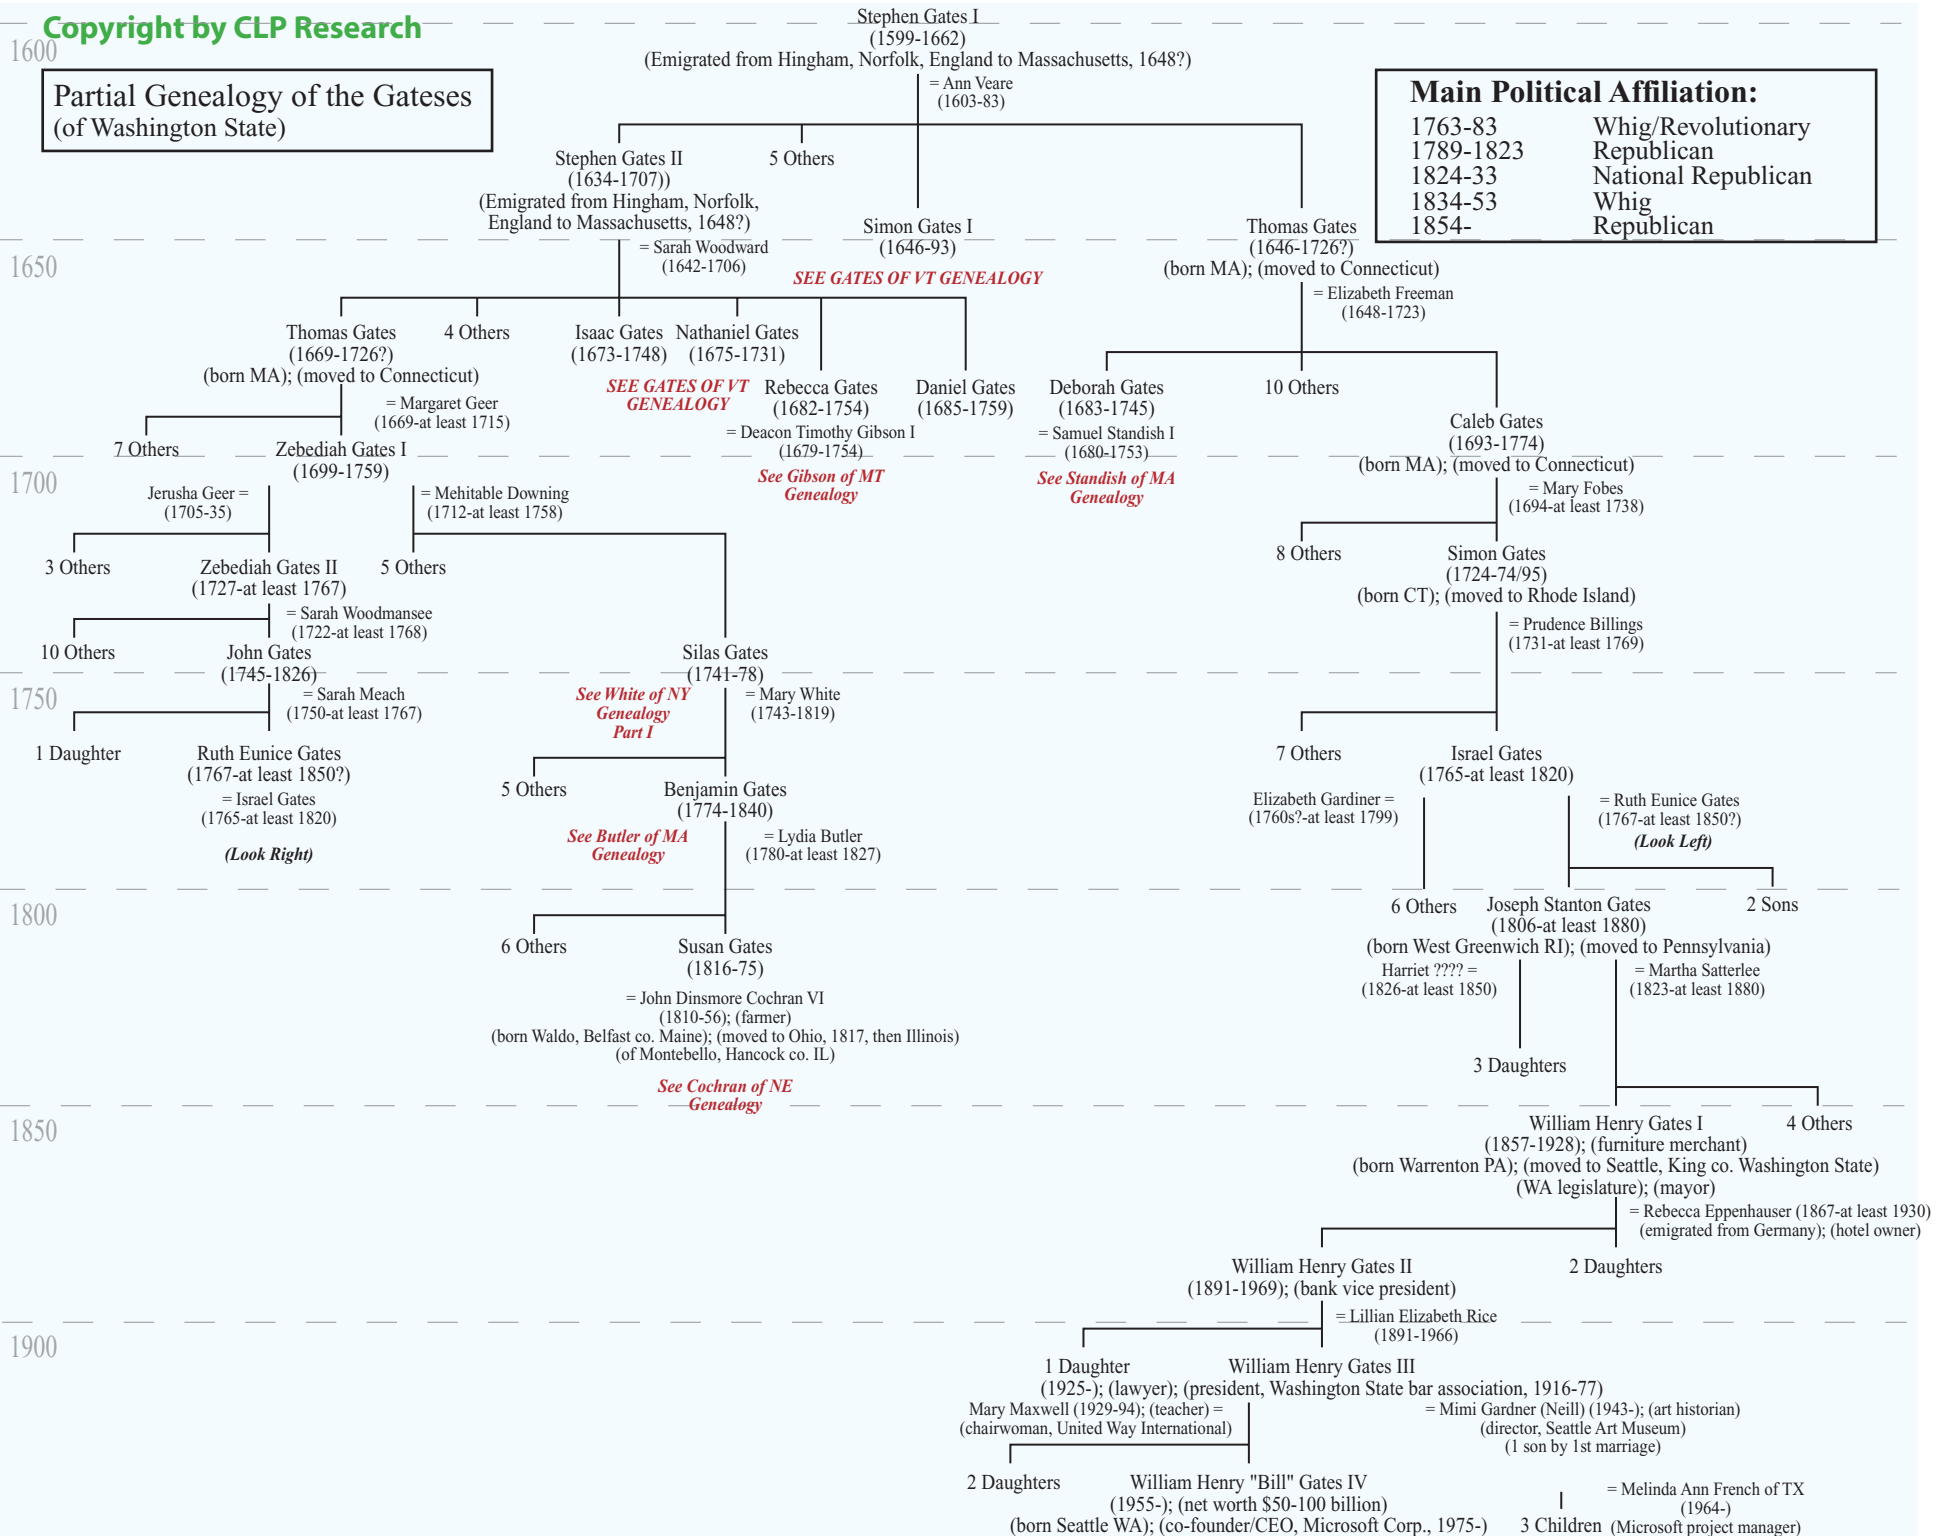 Copyright by CLP Research
Partial Genealogy of the Gateses
(of Washington State)
Main Political Affiliation:
1763-83 Whig/Revolutionary
1789-1823 Republican
1824-33 National Republican
1834-53 Whig
1854- Republican
1600
Stephen Gates I
(1599-1662)
(Emigrated from Hingham, Norfolk, England to Massachusetts, 1648?)
= Ann Veare
(1603-83)
Stephen Gates II
(1634-1707))
(Emigrated from Hingham, Norfolk,
England to Massachusetts, 1648?)
= Sarah Woodward
(1642-1706)
5 Others
Simon Gates I
(1646-93)
SEE GATES OF VT GENEALOGY
Thomas Gates
(1646-1726?)
(born MA); (moved to Connecticut)
= Elizabeth Freeman
(1648-1723)
1650
Thomas Gates
(1669-1726?)
(born MA); (moved to Connecticut)
= Margaret Geer
(1669-at least 1715)
4 Others
Isaac Gates
(1673-1748)
Nathaniel Gates
(1675-1731)
SEE GATES OF VT
GENEALOGY
Rebecca Gates
(1682-1754)
= Deacon Timothy Gibson I
(1679-1754)
See Gibson of MT
Genealogy
Daniel Gates
(1685-1759)
Deborah Gates
(1683-1745)
= Samuel Standish I
(1680-1753)
See Standish of MA
Genealogy
10 Others
Caleb Gates
(1693-1774)
(born MA); (moved to Connecticut)
= Mary Fobes
(1694-at least 1738)
7 Others
Zebediah Gates I
(1699-1759)
1700
Jerusha Geer =
(1705-35)
= Mehitable Downing
(1712-at least 1758)
3 Others
Zebediah Gates II
(1727-at least 1767)
= Sarah Woodmansee
(1722-at least 1768)
5 Others
8 Others
Simon Gates
(1724-74/95)
(born CT); (moved to Rhode Island)
= Prudence Billings
(1731-at least 1769)
10 Others
John Gates
(1745-1826)
= Sarah Meach
(1750-at least 1767)
Silas Gates
(1741-78)
= Mary White
(1743-1819)
See White of NY
Genealogy
Part I
1750
1 Daughter
Ruth Eunice Gates
(1767-at least 1850?)
= Israel Gates
(1765-at least 1820)
(Look Right)
5 Others
Benjamin Gates
(1774-1840)
= Lydia Butler
(1780-at least 1827)
See Butler of MA
Genealogy
7 Others
Israel Gates
(1765-at least 1820)
Elizabeth Gardiner =
(1760s?-at least 1799)
= Ruth Eunice Gates
(1767-at least 1850?)
(Look Left)
1800
6 Others
Susan Gates
(1816-75)
= John Dinsmore Cochran VI
(1810-56); (farmer)
(born Waldo, Belfast co. Maine); (moved to Ohio, 1817, then Illinois)
(of Montebello, Hancock co. IL)
See Cochran of NE
Genealogy
6 Others
Joseph Stanton Gates
(1806-at least 1880)
(born West Greenwich RI); (moved to Pennsylvania)
2 Sons
Harriet ???? =
(1826-at least 1850)
= Martha Satterlee
(1823-at least 1880)
3 Daughters
1850
William Henry Gates I
(1857-1928); (furniture merchant)
(born Warrenton PA); (moved to Seattle, King co. Washington State)
(WA legislature); (mayor)
4 Others
= Rebecca Eppenhauser (1867-at least 1930)
(emigrated from Germany); (hotel owner)
William Henry Gates II
(1891-1969); (bank vice president)
2 Daughters
= Lillian Elizabeth Rice
(1891-1966)
1900
1 Daughter
William Henry Gates III
(1925-); (lawyer); (president, Washington State bar association, 1916-77)
Mary Maxwell (1929-94); (teacher) =
(chairwoman, United Way International)
= Mimi Gardner (Neill) (1943-); (art historian)
(director, Seattle Art Museum)
(1 son by 1st marriage)
2 Daughters
William Henry "Bill" Gates IV
(1955-); (net worth $50-100 billion)
(born Seattle WA); (co-founder/CEO, Microsoft Corp., 1975-)
= Melinda Ann French of TX
(1964-)
(Microsoft project manager)
3 Children